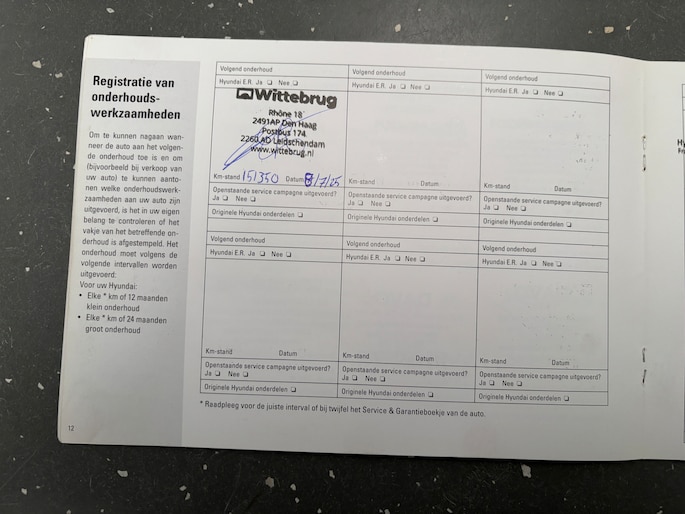 Registratie van
onderhouds-
werkzaamheden
Om te kunnen nagaan wan-
neer de auto aan het volgen-
de onderhoud toe is en om
(bijvoorbeeld bij verkoop van
uw auto) te kunnen aanto-
nen welke onderhoudswerk-
zaamheden aan uw auto zijn
uitgevoerd, is het in uw eigen
belang te controleren of het
vakje van het betreffende on-
derhoud is afgestempeld. Het
onderhoud moet volgens de
volgende intervallen worden
uitgevoerd:
Voor uw Hyundai:
• Elke * km of 12 maanden
klein onderhoud
• Elke * km of 24 maanden
groot onderhoud
12
Volgend onderhoud
Hyundai E.R. Ja ❑ Nee ❑
Wittebrug
Rhône 18
2491AP Den Haag
Postbus 174
2260 AD Leidschendam
www.wittebrug.nl
Km-stand 151350 Datum 8/7/25
Openstaande service campagne uitgevoerd?
Ja ❑ Nee ❑
Originele Hyundai onderdelen ❑
Volgend onderhoud
Hyundai E.R. Ja ❑ Nee ❑
Km-stand Datum
Openstaande service campagne uitgevoerd?
Ja ❑ Nee ❑
Originele Hyundai onderdelen ❑
Volgend onderhoud
Hyundai E.R. Ja ❑ Nee ❑
Km-stand Datum
Openstaande service campagne uitgevoerd?
Ja ❑ Nee ❑
Originele Hyundai onderdelen ❑
Volgend onderhoud
Hyundai E.R. Ja ❑ Nee ❑
Km-stand Datum
Openstaande service campagne uitgevoerd?
Ja ❑ Nee ❑
Originele Hyundai onderdelen ❑
Volgend onderhoud
Hyundai E.R. Ja ❑ Nee ❑
Km-stand Datum
Openstaande service campagne uitgevoerd?
Ja ❑ Nee ❑
Originele Hyundai onderdelen ❑
Volgend onderhoud
Hyundai E.R. Ja ❑ Nee ❑
Km-stand Datum
Openstaande service campagne uitgevoerd?
Ja ❑ Nee ❑
Originele Hyundai onderdelen ❑
* Raadpleeg voor de juiste interval of bij twijfel het Service & Garantieboekje van de auto.